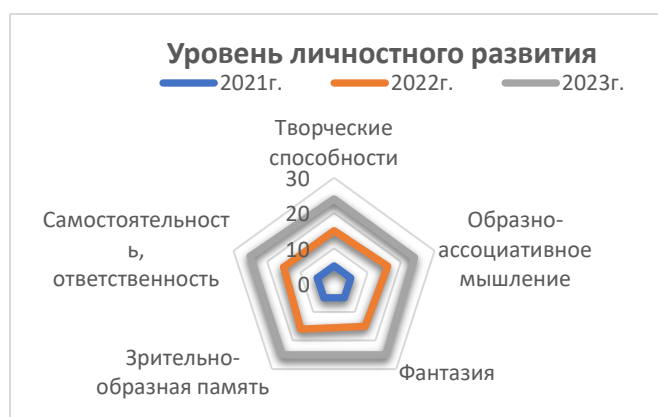 Уровень личностного развития
2021г. 2022г. 2023г.
Творческие
способности
30
20
10
0
Образно-
ассоциативное
мышление
Фантазия
Зрительно-
образная память
Самостоятельност
ь,
ответственность